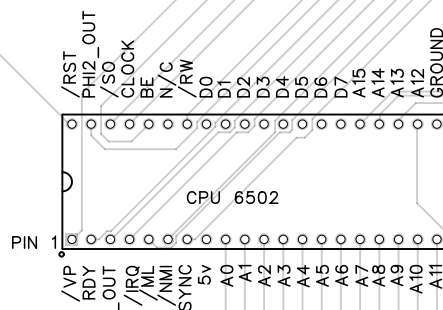 /RST
PHI2_OUT
/SO
CLOCK
BE
N/C
/RW
D0
D1
D2
D3
D4
D5
D6
D7
A15
A14
A13
A12
GROUND
CPU 6502
PIN 1
/VP
RDY
_OUT
/IRQ
/ML
/NMI
SYNC
5v
A0
A1
A2
A3
A4
A5
A6
A7
A8
A9
A10
A11